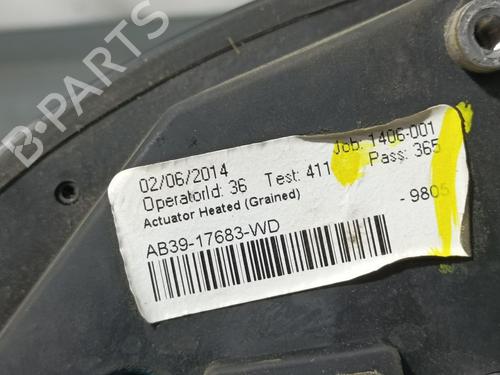 B-PARTS
02/06/2014 Job: 1406-001
OperatorId: 36 Test: 411 Pass: 365
Actuator Heated (Grained)
AB39-17683-WD - 9805